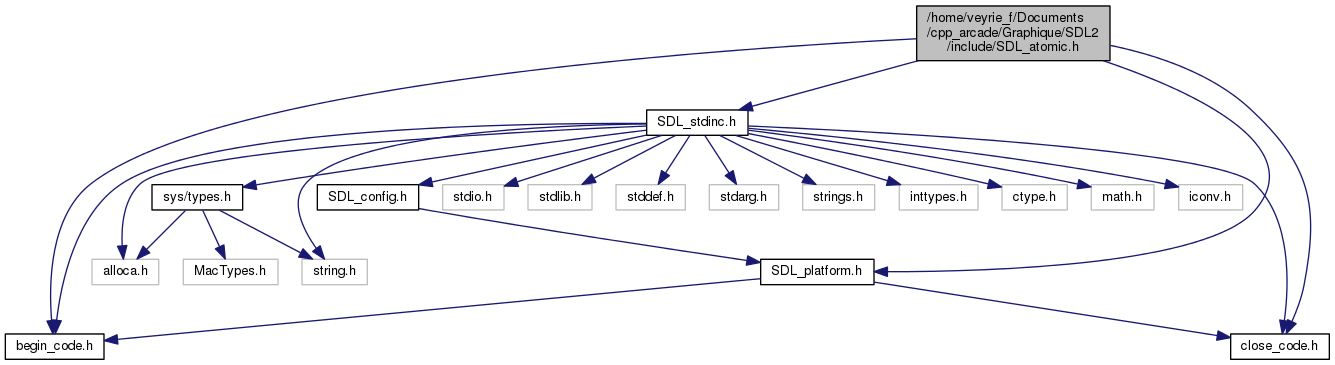 /home/veyrie_f/Documents
/cpp_arcade/Graphique/SDL2
/include/SDL_atomic.h
SDL_stdinc.h
sys/types.h
SDL_config.h
stdio.h
stdlib.h
stddef.h
stdarg.h
strings.h
inttypes.h
ctype.h
math.h
iconv.h
alloca.h
MacTypes.h
string.h
SDL_platform.h
begin_code.h
close_code.h